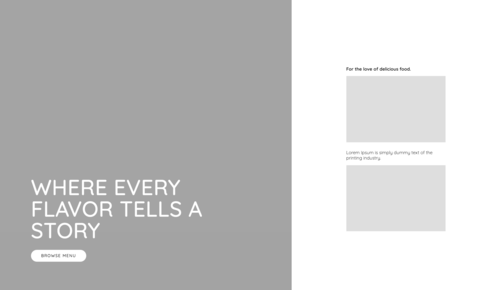 WHERE EVERY
FLAVOR TELLS A
STORY
BROWSE MENU
For the love of delicious food.
Lorem Ipsum is simply dummy text of the
printing industry.